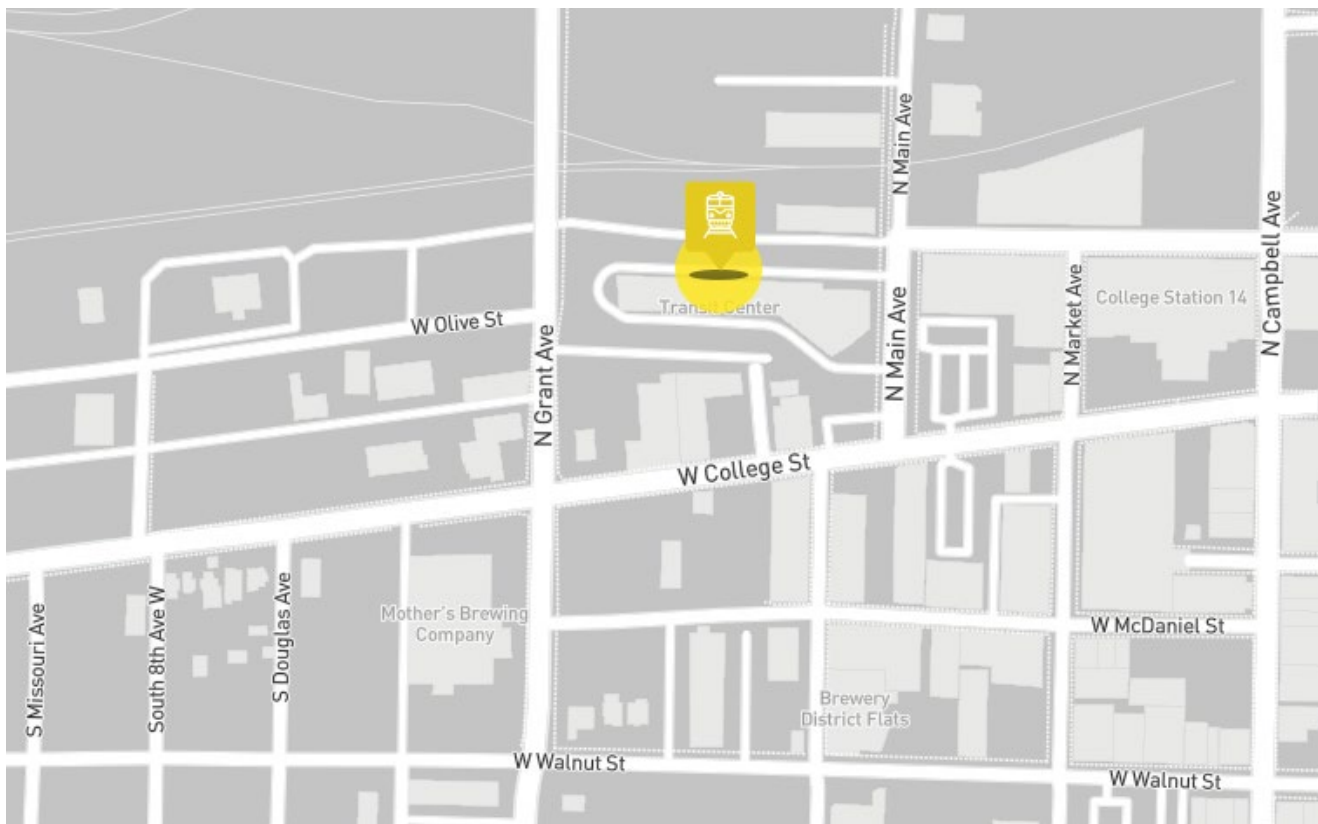 N Main Ave
N Campbell Ave
Transit Center
College Station 14
W Olive St
N Grant Ave
N Main Ave
N Market Ave
W College St
S Missouri Ave
South 8th Ave W
S Douglas Ave
Mother's Brewing
Company
W McDaniel St
Brewery
District Flats
W Walnut St
W Walnut St